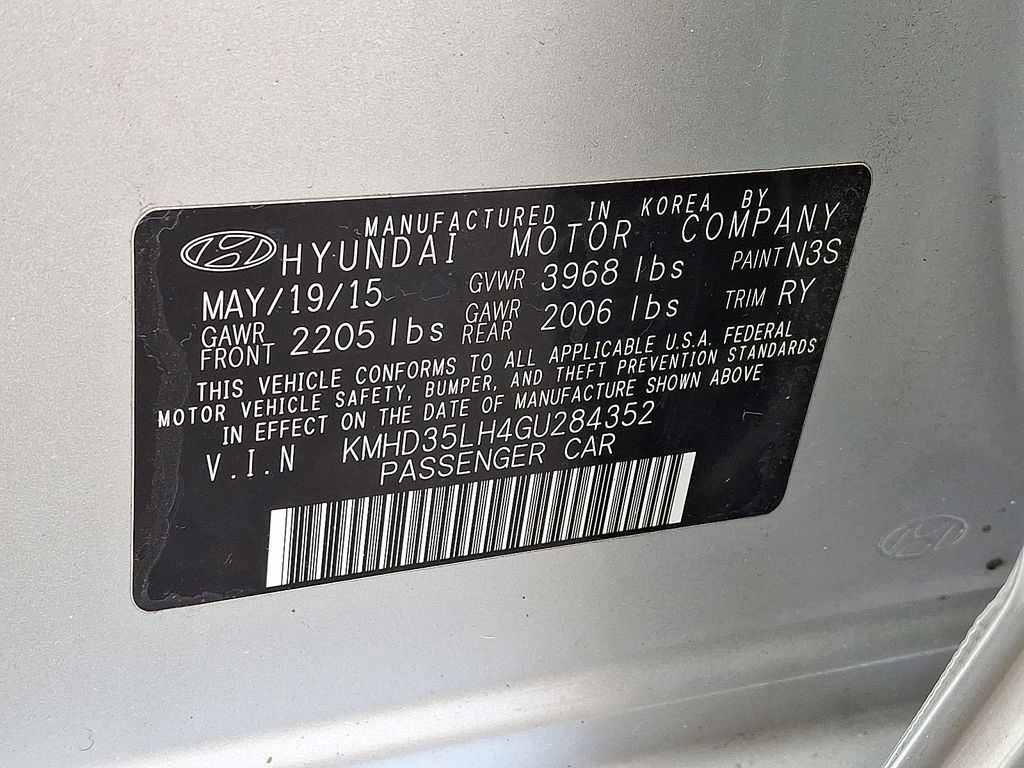 MANUFACTURED IN KOREA BY
HYUNDAI MOTOR COMPANY
MAY/19/15 GVWR 3968 lbs PAINT N3S
GAWR FRONT 2205 lbs GAWR REAR 2006 lbs TRIM RY
THIS VEHICLE CONFORMS TO ALL APPLICABLE U.S.A. FEDERAL
MOTOR VEHICLE SAFETY, BUMPER, AND THEFT PREVENTION STANDARDS
IN EFFECT ON THE DATE OF MANUFACTURE SHOWN ABOVE
V.I.N KMHD35LH4GU284352
PASSENGER CAR